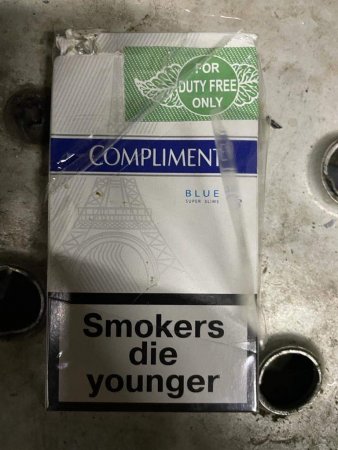 FOR
DUTY FREE
ONLY
COMPLIMENT
BLUE
SUPER SLIMS
Smokers
die
younger